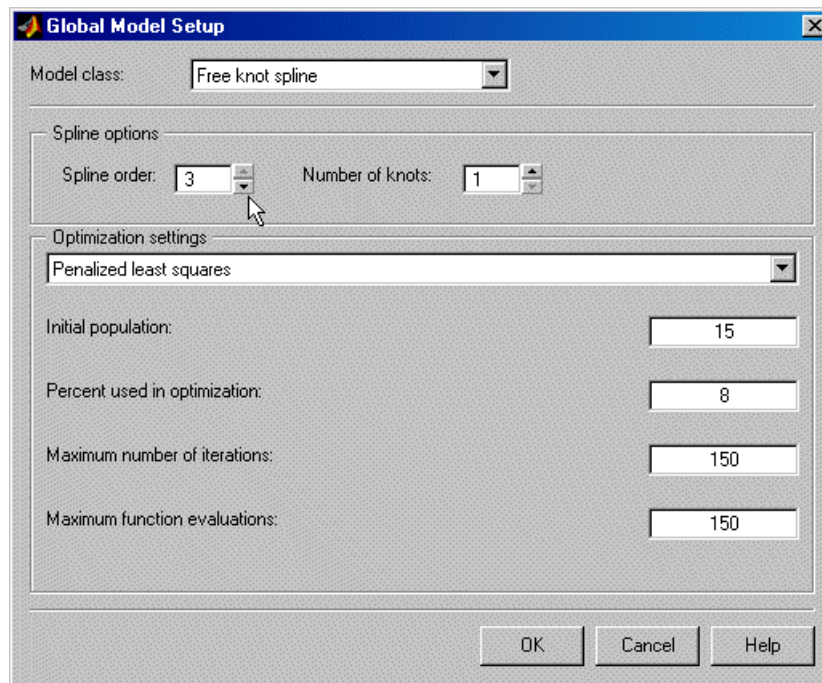 Global Model Setup
Model class: Free knot spline
Spline options
Spline order: 3 Number of knots: 1
Optimization settings
Penalized least squares
Initial population: 15
Percent used in optimization: 8
Maximum number of iterations: 150
Maximum function evaluations: 150
OK Cancel Help